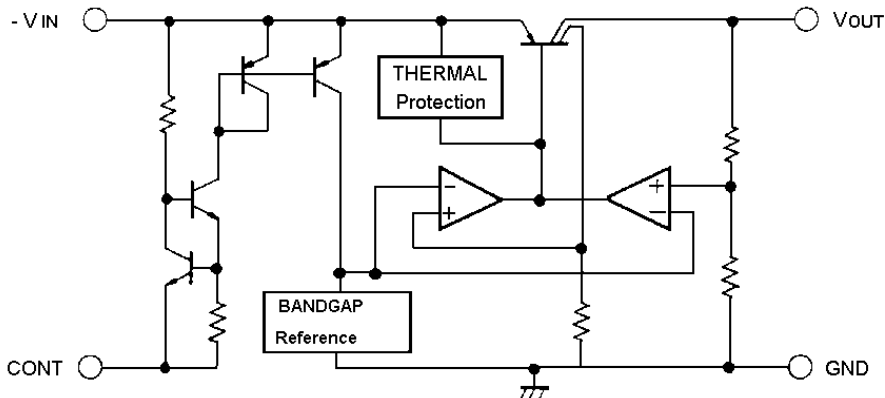 - VIN
VOUT
THERMAL
Protection
−
+
+
−
BANDGAP
Reference
CONT
GND